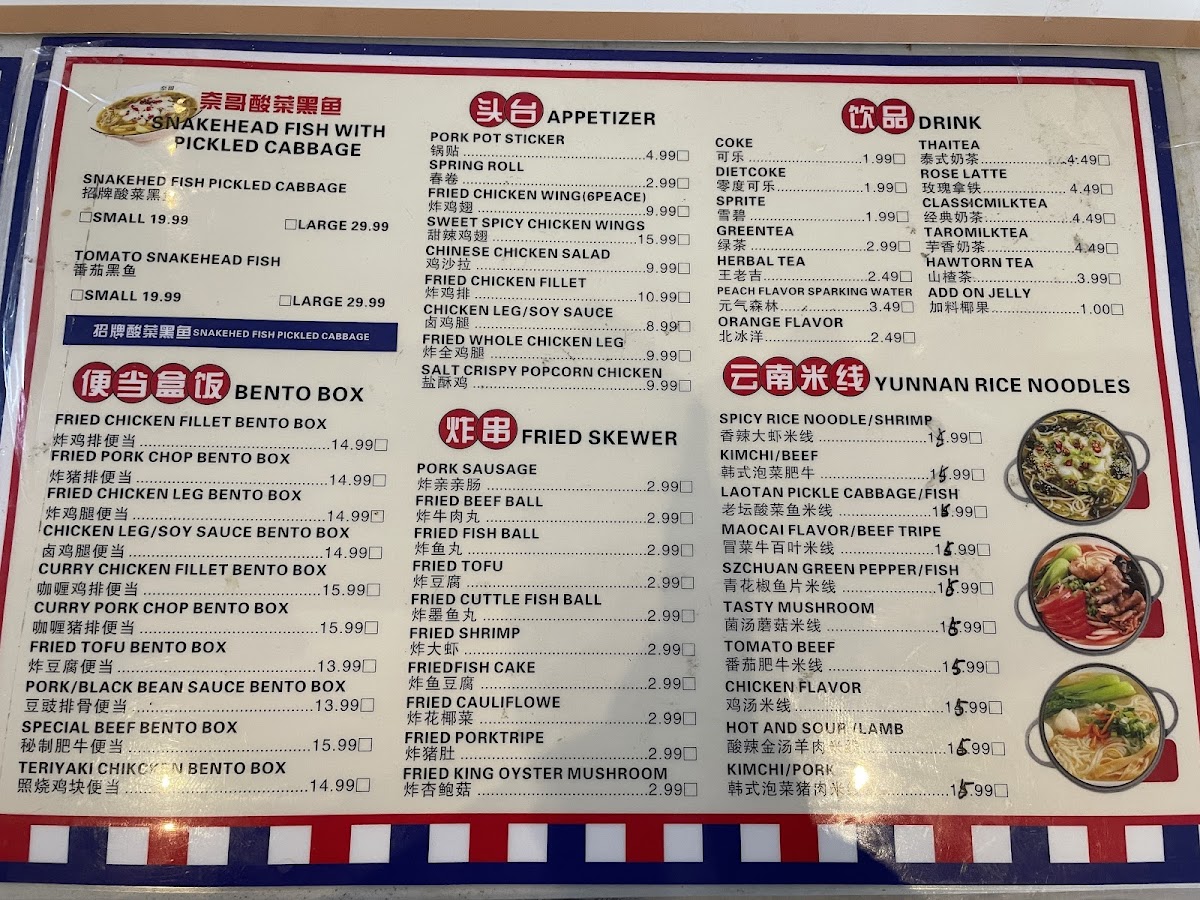 奈哥酸菜黑鱼
SNAKEHEAD FISH WITH
PICKLED CABBAGE
SNAKEHED FISH PICKLED CABBAGE
招牌酸菜黑鱼
□SMALL 19.99 □LARGE 29.99
TOMATO SNAKEHEAD FISH
番茄黑鱼
□SMALL 19.99 □LARGE 29.99
招牌酸菜黑鱼SNAKEHED FISH PICKLED CABBAGE
便当盒饭 BENTO BOX
FRIED CHICKEN FILLET BENTO BOX
炸鸡排便当 14.99□
FRIED PORK CHOP BENTO BOX
炸猪排便当 14.99□
FRIED CHICKEN LEG BENTO BOX
炸鸡腿便当 14.99□
CHICKEN LEG/SOY SAUCE BENTO BOX
卤鸡腿便当 14.99□
CURRY CHICKEN FILLET BENTO BOX
咖喱鸡排便当 15.99□
CURRY PORK CHOP BENTO BOX
咖喱猪排便当 15.99□
FRIED TOFU BENTO BOX
炸豆腐便当 13.99□
PORK/BLACK BEAN SAUCE BENTO BOX
豆豉排骨便当 13.99□
SPECIAL BEEF BENTO BOX
秘制肥牛便当 15.99□
TERIYAKI CHIKCKEN BENTO BOX
照烧鸡块便当 14.99□
头台 APPETIZER
PORK POT STICKER
锅贴 4.99□
SPRING ROLL
春卷 2.99□
FRIED CHICKEN WING(6PEACE)
炸鸡翅 9.99□
SWEET SPICY CHICKEN WINGS
甜辣鸡翅 15.99□
CHINESE CHICKEN SALAD
鸡沙拉 9.99□
FRIED CHICKEN FILLET
炸鸡排 10.99□
CHICKEN LEG/SOY SAUCE
卤鸡腿 8.99□
FRIED WHOLE CHICKEN LEG
炸全鸡腿 9.99□
SALT CRISPY POPCORN CHICKEN
盐酥鸡 9.99□
炸串 FRIED SKEWER
PORK SAUSAGE
炸亲亲肠 2.99□
FRIED BEEF BALL
炸牛肉丸 2.99□
FRIED FISH BALL
炸鱼丸 2.99□
FRIED TOFU
炸豆腐 2.99□
FRIED CUTTLE FISH BALL
炸墨鱼丸 2.99□
FRIED SHRIMP
炸大虾 2.99□
FRIEDFISH CAKE
炸鱼豆腐 2.99□
FRIED CAULIFLOWE
炸花椰菜 2.99□
FRIED PORKTRIPE
炸猪肚 2.99□
FRIED KING OYSTER MUSHROOM
炸杏鲍菇 2.99□
饮品 DRINK
COKE
可乐 1.99□
DIETCOKE
零度可乐 1.99□
SPRITE
雪碧 1.99□
GREENTEA
绿茶 2.99□
HERBAL TEA
王老吉 2.49□
PEACH FLAVOR SPARKING WATER
元气森林 3.49□
ORANGE FLAVOR
北冰洋 2.49□
THAITEA
泰式奶茶 4.49□
ROSE LATTE
玫瑰拿铁 4.49□
CLASSICMILKTEA
经典奶茶 4.49□
TAROMILKTEA
芋香奶茶 4.49□
HAWTORN TEA
山楂茶 3.99□
ADD ON JELLY
加料椰果 1.00□
云南米线 YUNNAN RICE NOODLES
SPICY RICE NOODLE/SHRIMP
香辣大虾米线 15.99□
KIMCHI/BEEF
韩式泡菜肥牛 15.99□
LAOTAN PICKLE CABBAGE/FISH
老坛酸菜鱼米线 15.99□
MAOCAI FLAVOR/BEEF TRIPE
冒菜牛百叶米线 15.99□
SZCHUAN GREEN PEPPER/FISH
青花椒鱼片米线 15.99□
TASTY MUSHROOM
菌汤蘑菇米线 15.99□
TOMATO BEEF
番茄肥牛米线 15.99□
CHICKEN FLAVOR
鸡汤米线 15.99□
HOT AND SOUP /LAMB
酸辣金汤羊肉米线 15.99□
KIMCHI/PORK
韩式泡菜猪肉米线 15.99□